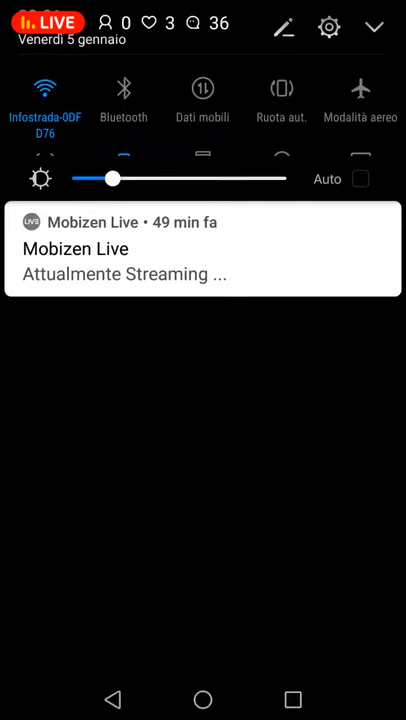 LIVE 0 3 36
Venerdì 5 gennaio
Infostrada-0DF
D76
Bluetooth
Dati mobili
Ruota aut.
Modalità aereo
Auto
LIVE Mobizen Live • 49 min fa
Mobizen Live
Attualmente Streaming ...